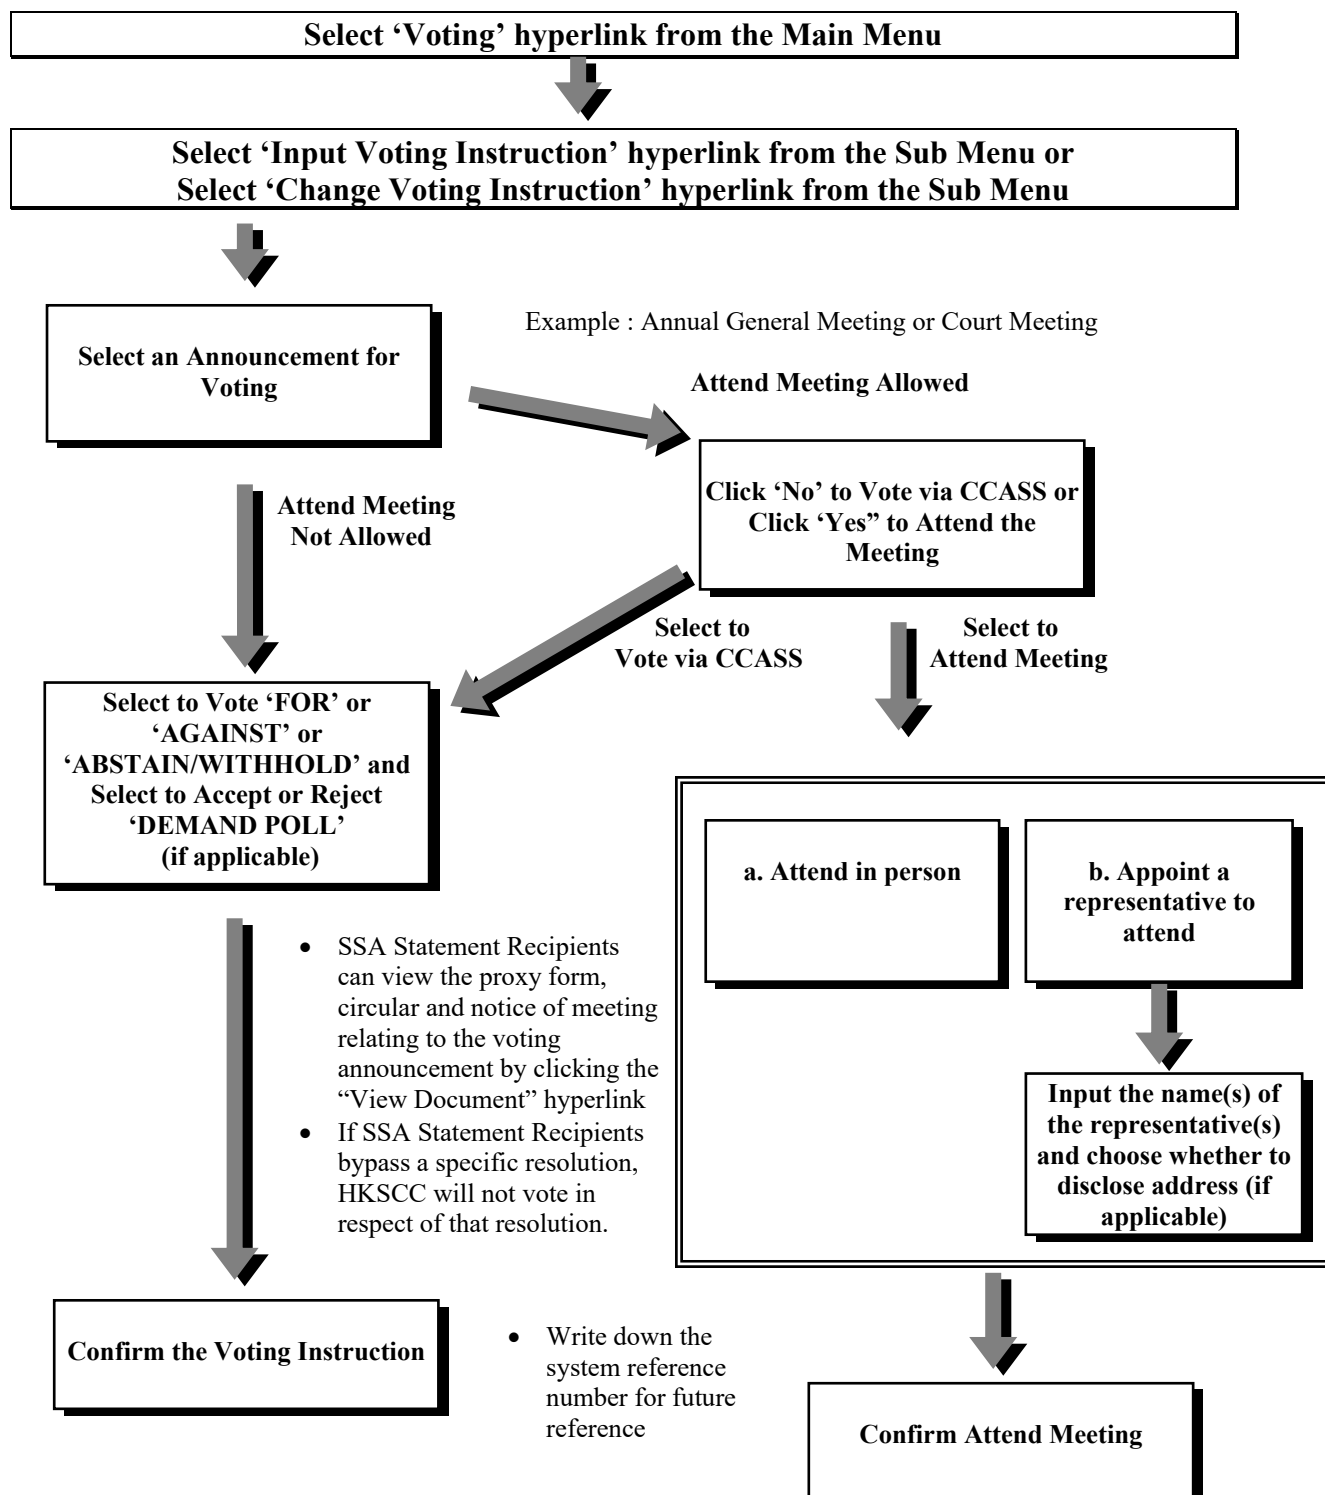 Select ‘Voting’ hyperlink from the Main Menu
Select ‘Input Voting Instruction’ hyperlink from the Sub Menu or
Select ‘Change Voting Instruction’ hyperlink from the Sub Menu
Select an Announcement for
Voting
Example : Annual General Meeting or Court Meeting
Attend Meeting Allowed
Attend Meeting
Not Allowed
Click ‘No’ to Vote via CCASS or
Click ‘Yes” to Attend the
Meeting
Select to
Vote via CCASS
Select to
Attend Meeting
Select to Vote ‘FOR’ or
‘AGAINST’ or
‘ABSTAIN/WITHHOLD’ and
Select to Accept or Reject
‘DEMAND POLL’
(if applicable)
a. Attend in person
b. Appoint a
representative to
attend
• SSA Statement Recipients
can view the proxy form,
circular and notice of meeting
relating to the voting
announcement by clicking the
“View Document” hyperlink
• If SSA Statement Recipients
bypass a specific resolution,
HKSCC will not vote in
respect of that resolution.
Input the name(s) of
the representative(s)
and choose whether to
disclose address (if
applicable)
Confirm the Voting Instruction
• Write down the
system reference
number for future
reference
Confirm Attend Meeting